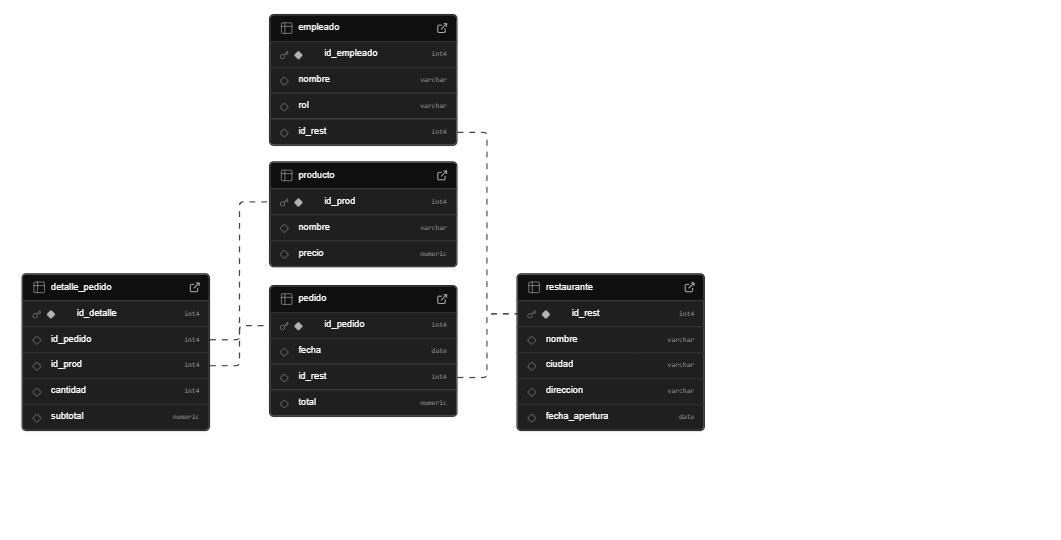 empleado
id_empleado int4
nombre varchar
rol varchar
id_rest int4
producto
id_prod int4
nombre varchar
precio numeric
detalle_pedido
id_detalle int4
id_pedido int4
id_prod int4
cantidad int4
subtotal numeric
pedido
id_pedido int4
fecha date
id_rest int4
total numeric
restaurante
id_rest int4
nombre varchar
ciudad varchar
direccion varchar
fecha_apertura date